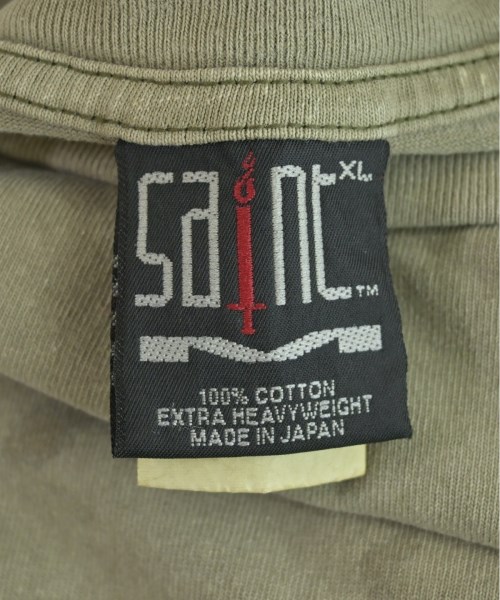 saint XL
TM
100% COTTON
EXTRA HEAVYWEIGHT
MADE IN JAPAN